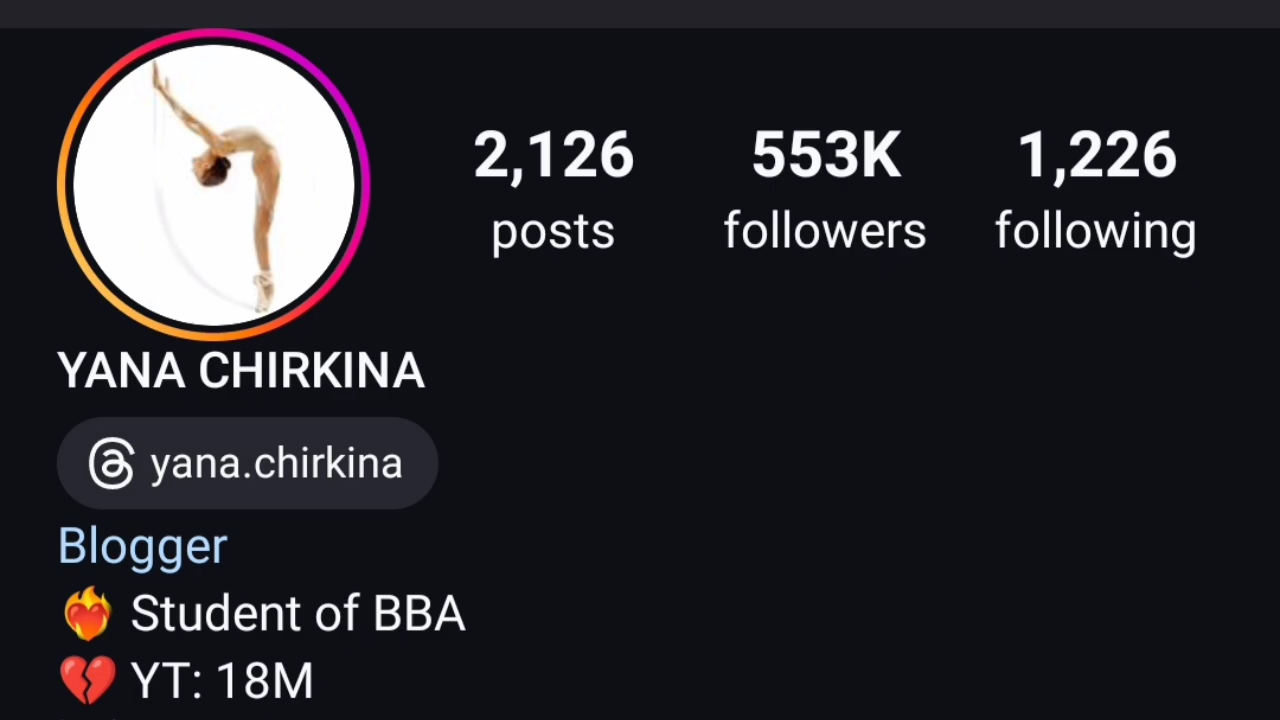 2,126 553K 1,226
posts followers following
YANA CHIRKINA
yana.chirkina
Blogger
❤️‍🔥 Student of BBA
💔 YT: 18M